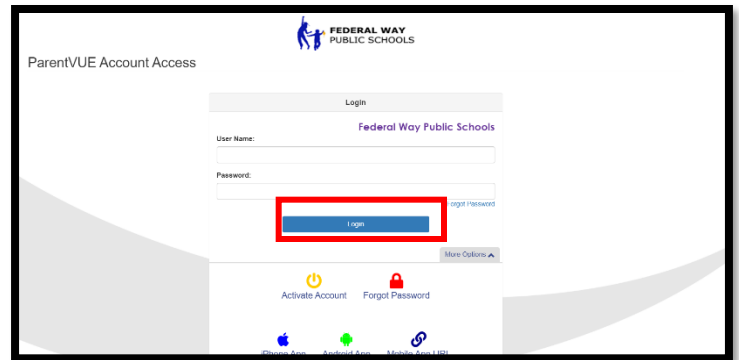 FEDERAL WAY
PUBLIC SCHOOLS
ParentVUE Account Access
Login
Federal Way Public Schools
User Name:
Password:
Forgot Password
Login
More Options
Activate Account Forgot Password
iPhone App Android App Mobile App URL